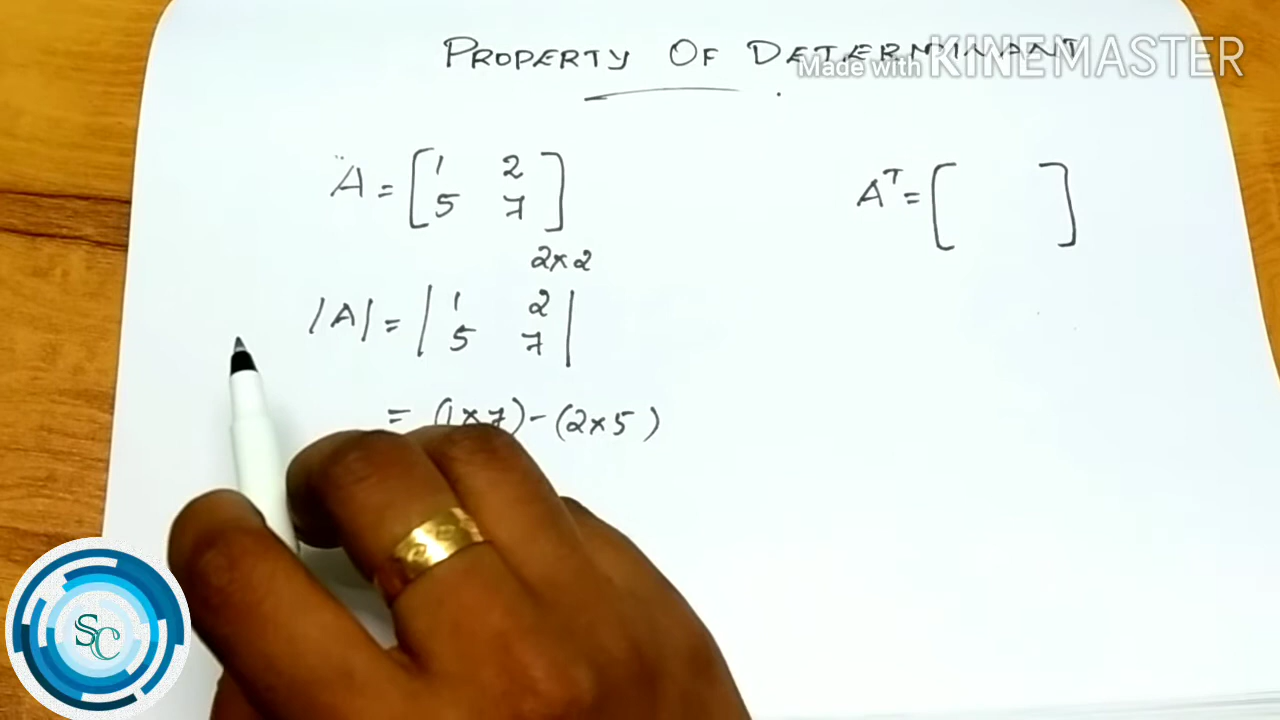 PROPERTY OF DETERMINANT
Made with KINEMASTER
A = [ 1 2
5 7 ]
2×2
A^T = [ ]
|A| = | 1 2
5 7 |
= (1×7) - (2×5)
SC